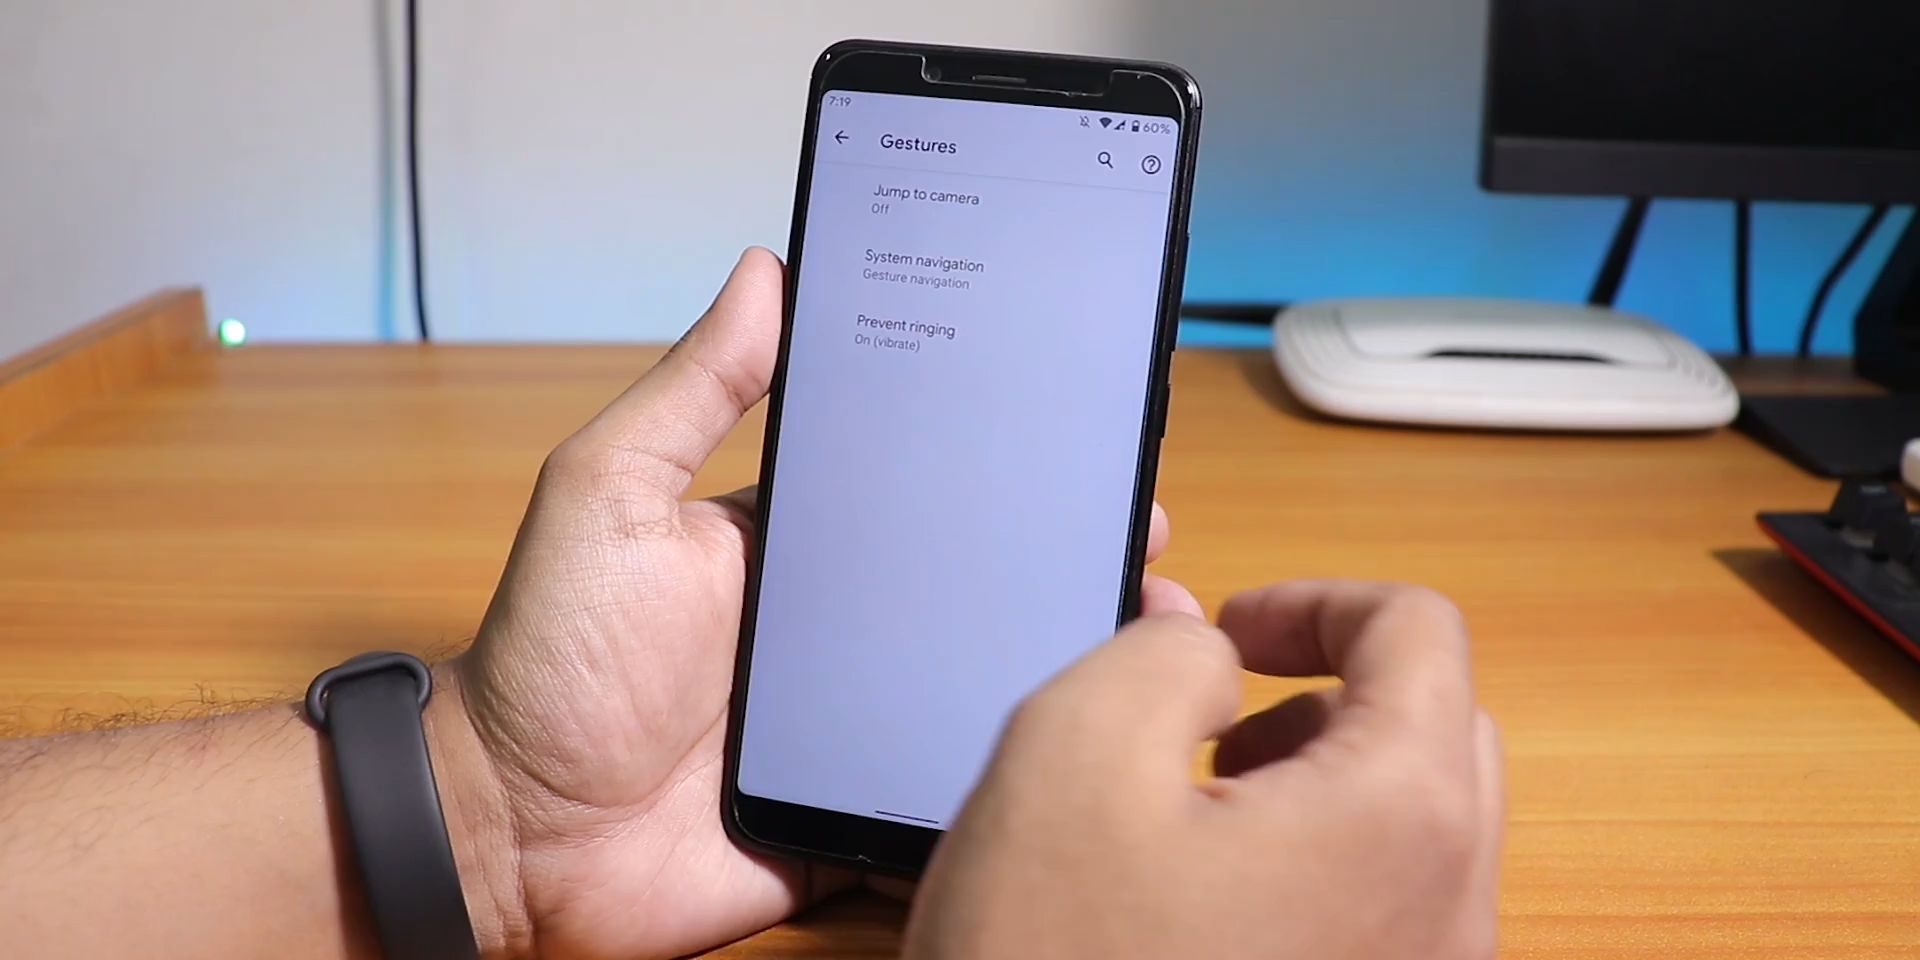 7:19
60%
Gestures
Jump to camera
Off
System navigation
Gesture navigation
Prevent ringing
On (vibrate)